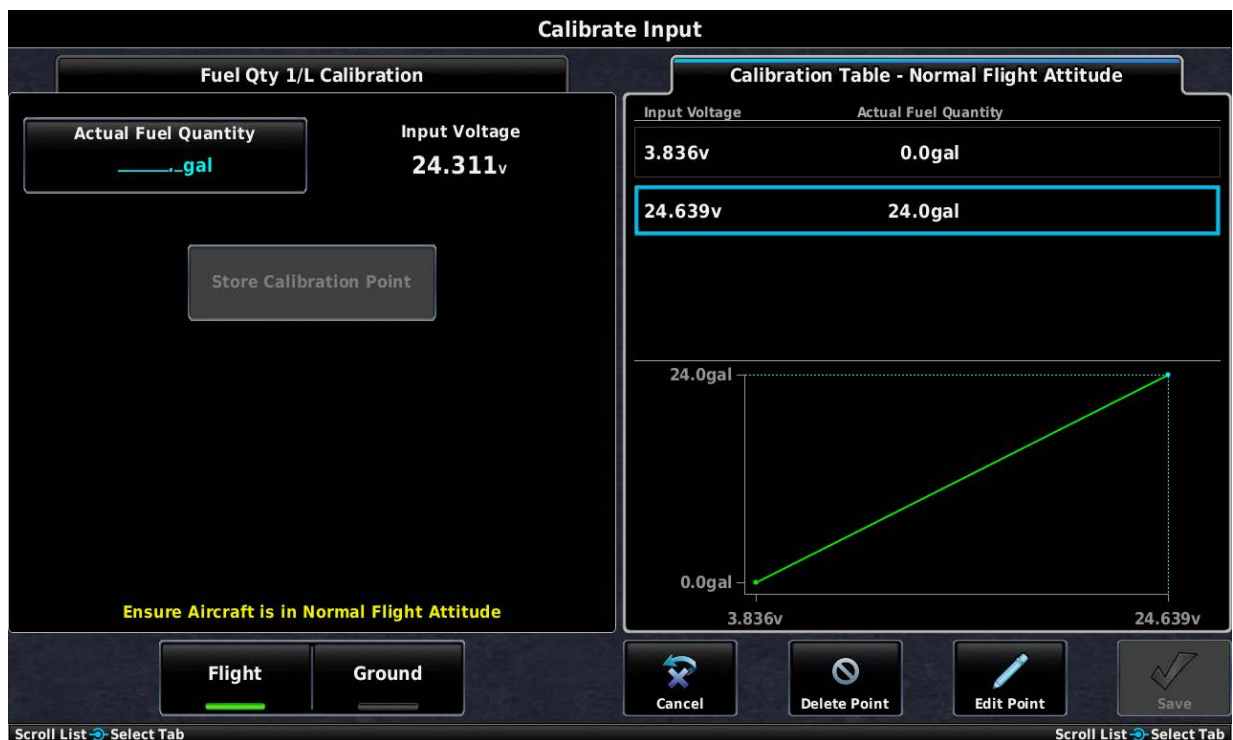 Calibrate Input
Fuel Qty 1/L Calibration
Actual Fuel Quantity
_____._gal
Input Voltage
24.311v
Store Calibration Point
Ensure Aircraft is in Normal Flight Attitude
Flight
Ground
Calibration Table - Normal Flight Attitude
Input Voltage Actual Fuel Quantity
3.836v 0.0gal
24.639v 24.0gal
24.0gal
0.0gal
3.836v 24.639v
Cancel
Delete Point
Edit Point
Save
Scroll List Select Tab
Scroll List Select Tab